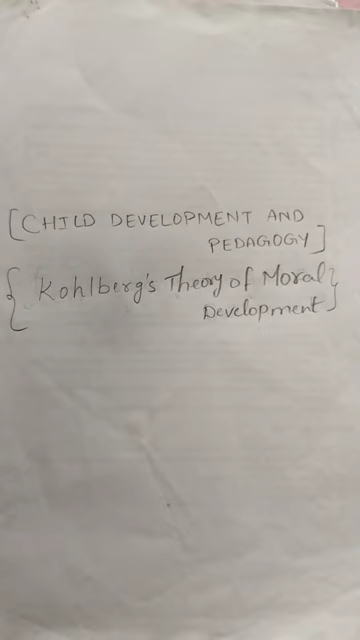 [CHILD DEVELOPMENT AND
PEDAGOGY]
{Kohlberg's Theory of Moral
Development}